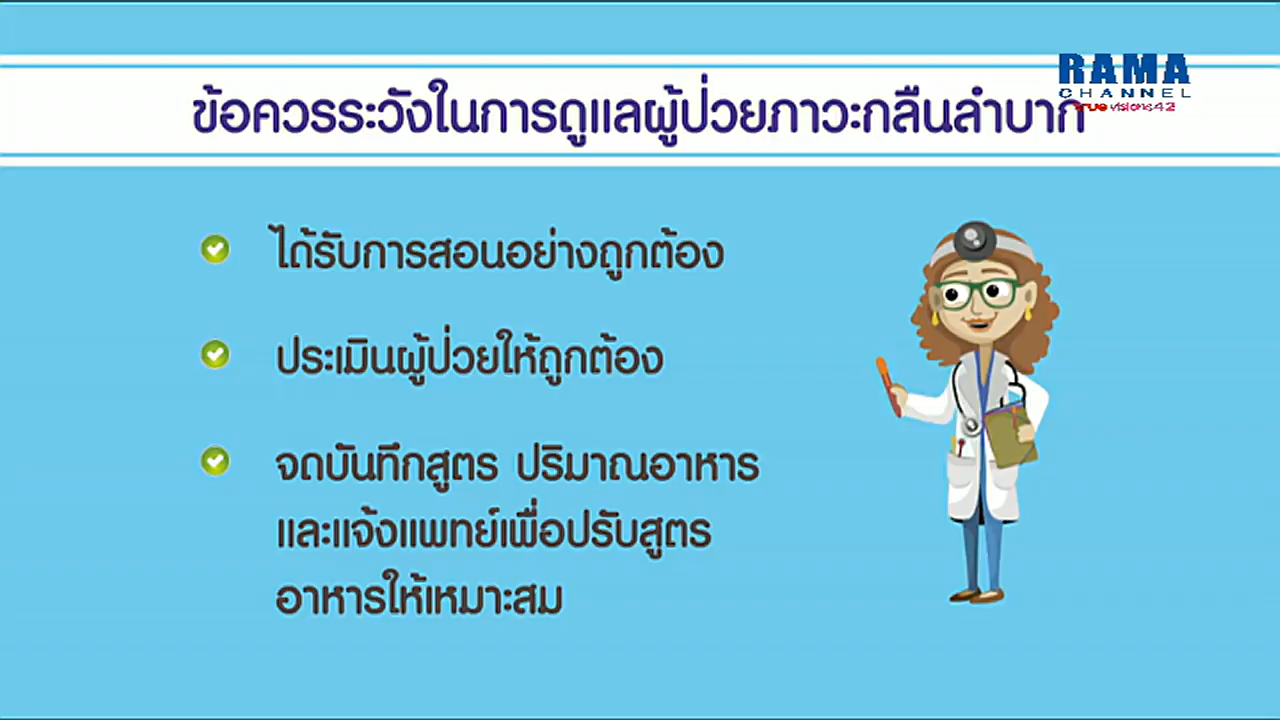 RAMA
CHANNEL
true visions 42
ข้อควรระวังในการดูแลผู้ป่วยภาวะกลืนลำบาก
ได้รับการสอนอย่างถูกต้อง
ประเมินผู้ป่วยให้ถูกต้อง
จดบันทึกสูตร ปริมาณอาหาร
และแจ้งแพทย์เพื่อปรับสูตร
อาหารให้เหมาะสม